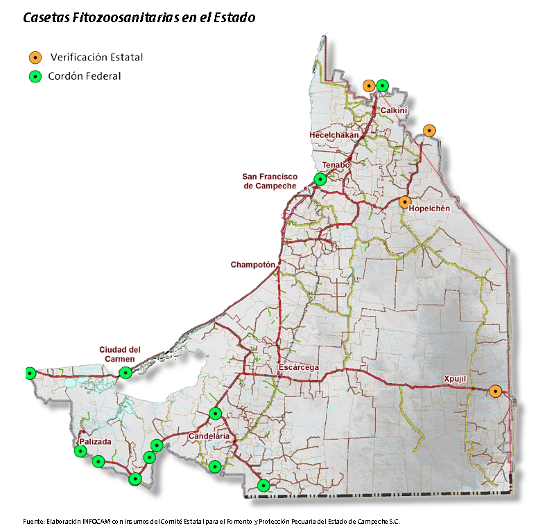 Casetas Fitozoosanitarias en el Estado
Verificación Estatal
Cordón Federal
Calkiní
Hecelchakán
Tenabo
San Francisco
de Campeche
Hopelchén
Champotón
Ciudad del
Carmen
Escárcega
Xpujil
Palizada
Candelaria
Fuente: Elaboración INFOCAM con insumos del Comité Estatal para el Fomento y Protección Pecuaria del Estado de Campeche S.C.